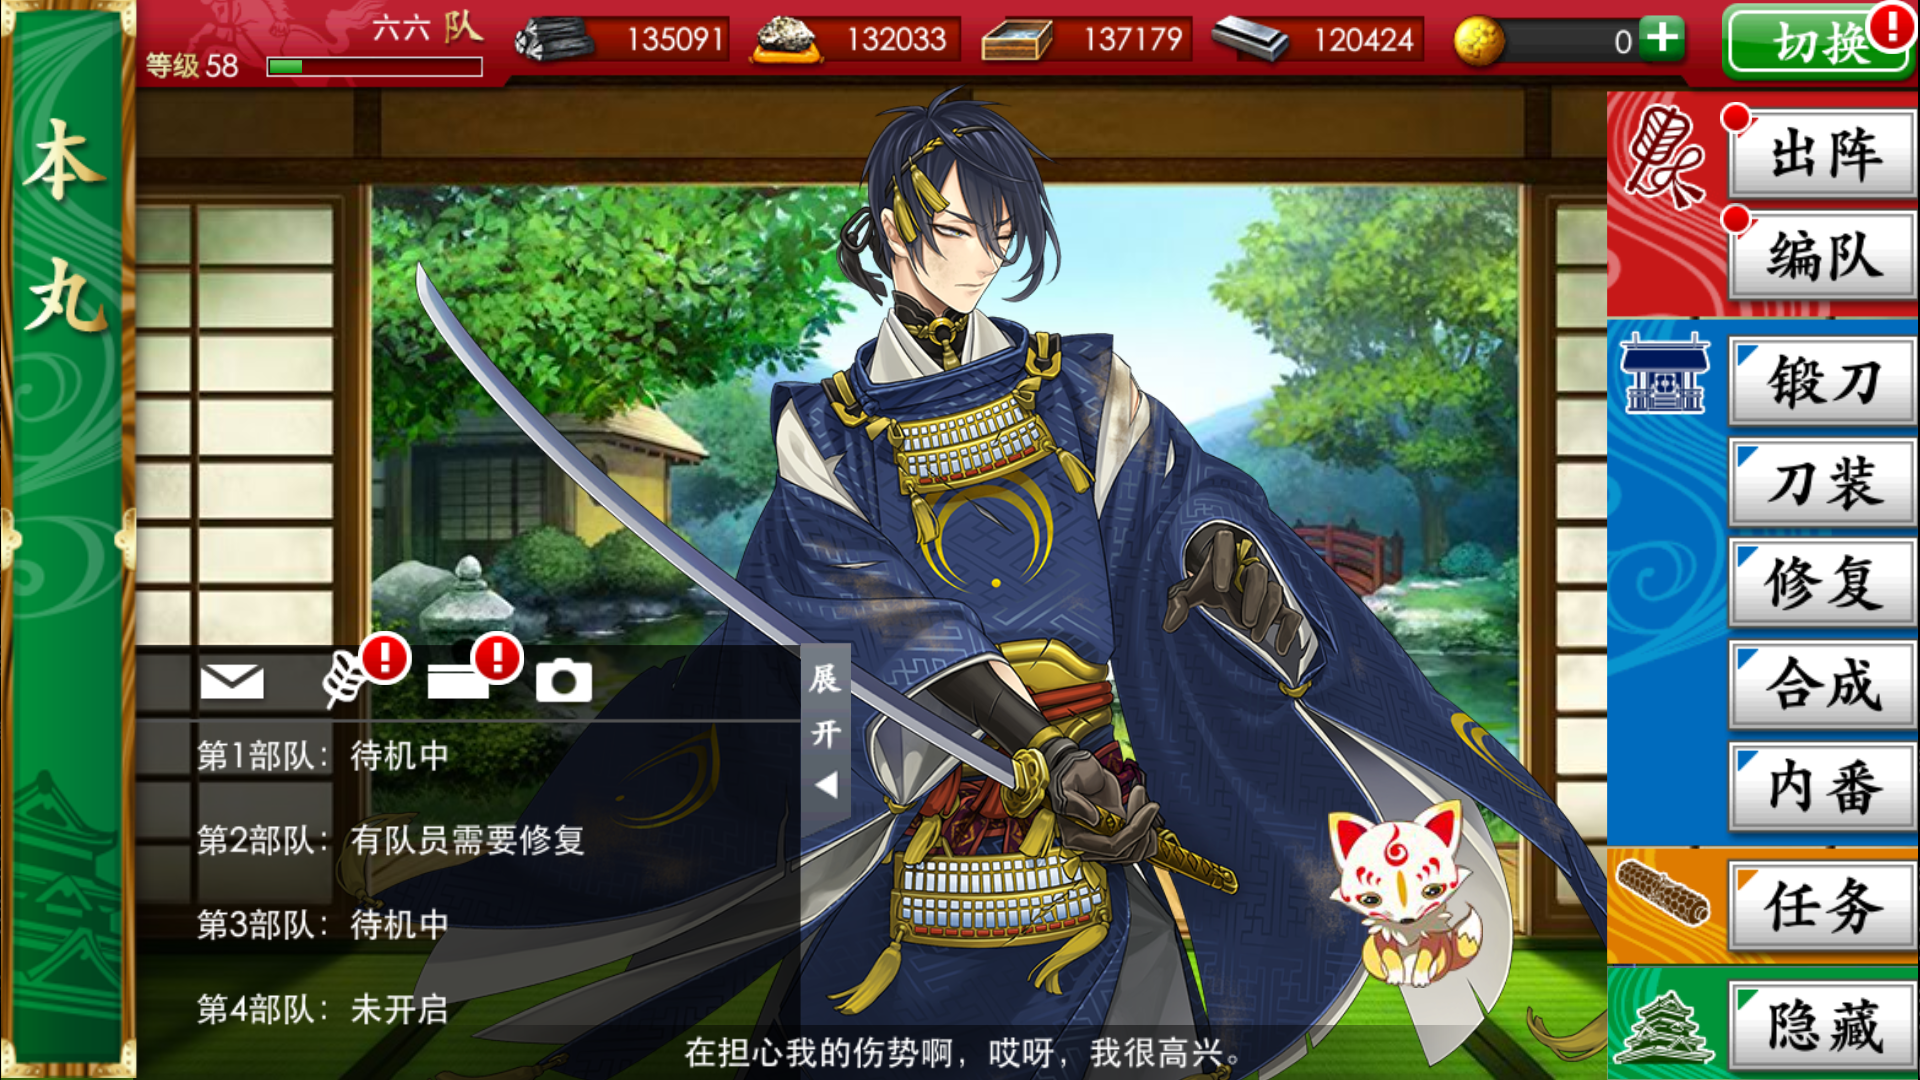 本丸
六六 队
等级 58
135091
132033
137179
120424
0
切换
出阵
编队
锻刀
刀装
修复
合成
内番
任务
隐藏
展开
第1部队：待机中
第2部队：有队员需要修复
第3部队：待机中
第4部队：未开启
在担心我的伤势啊，哎呀，我很高兴。